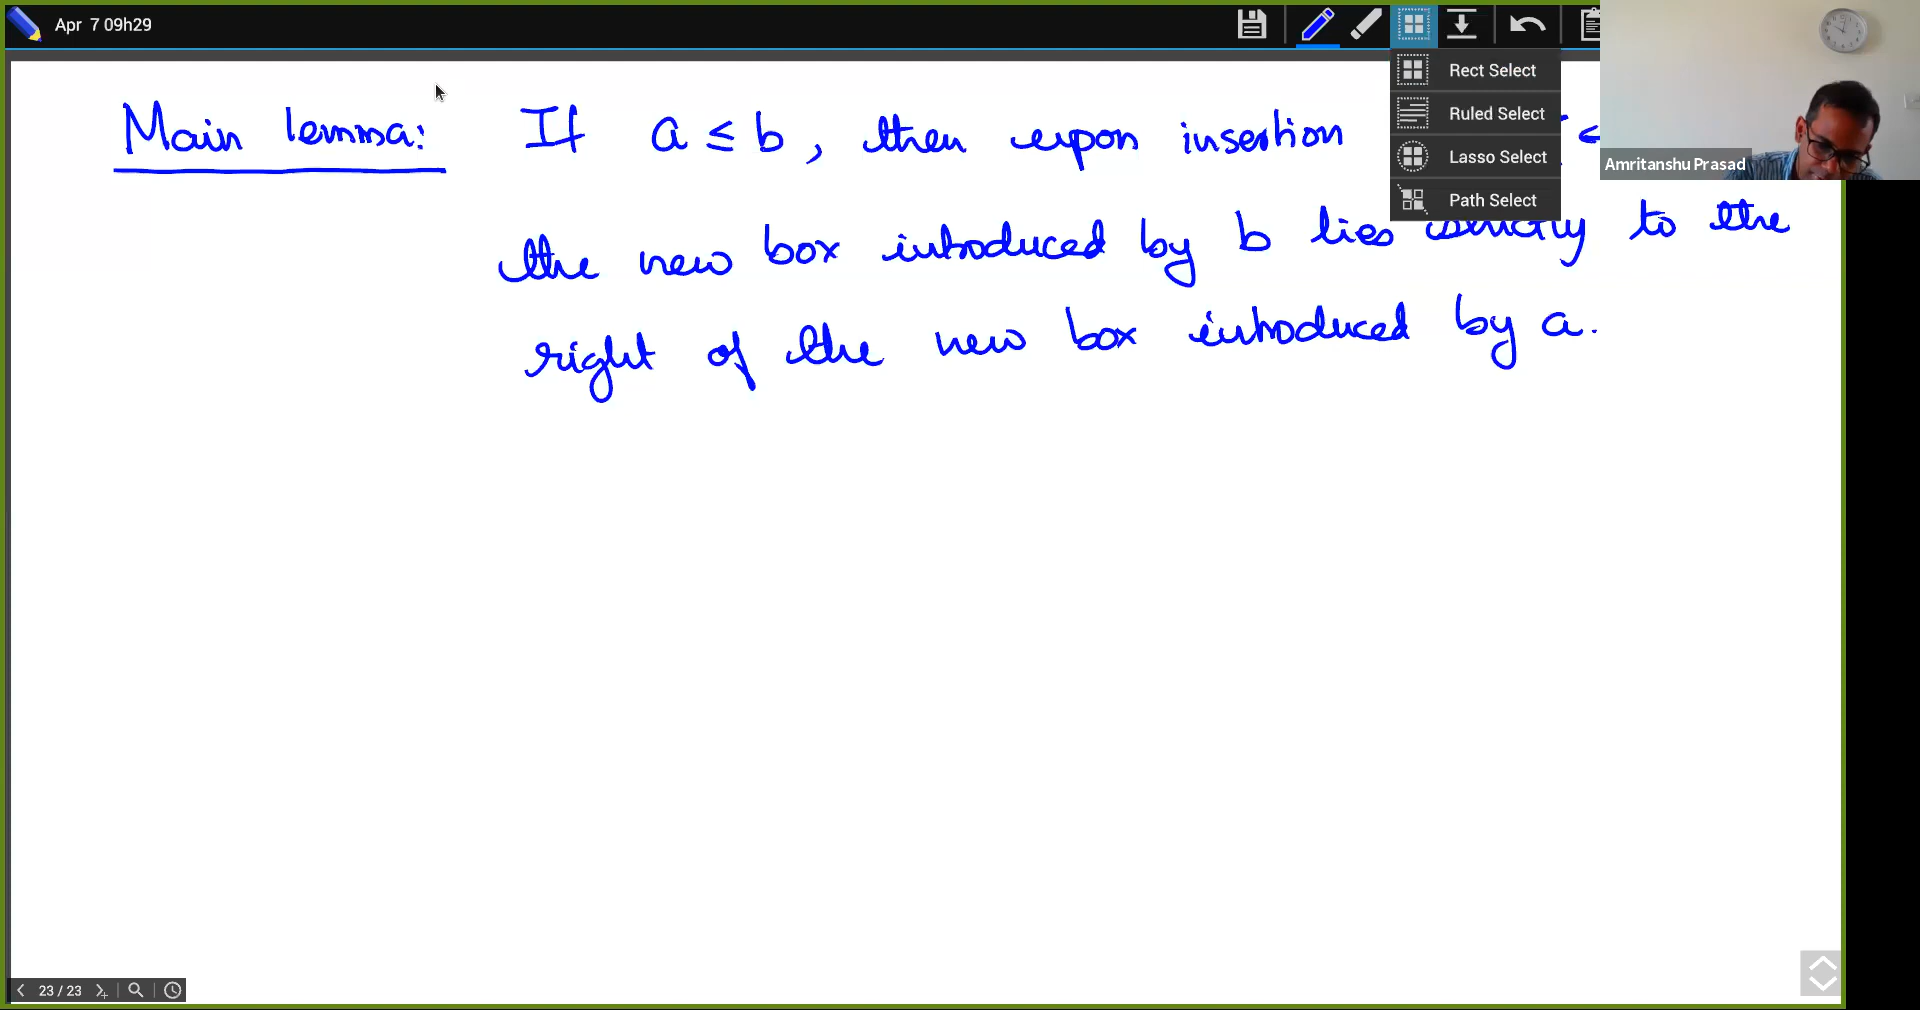 Apr 7 09h29
Rect Select
Ruled Select
Lasso Select
Path Select
Amritanshu Prasad
Main lemma: If a ≤ b, then upon insertion
the new box introduced by b lies strictly to the
right of the new box introduced by a.
23 / 23